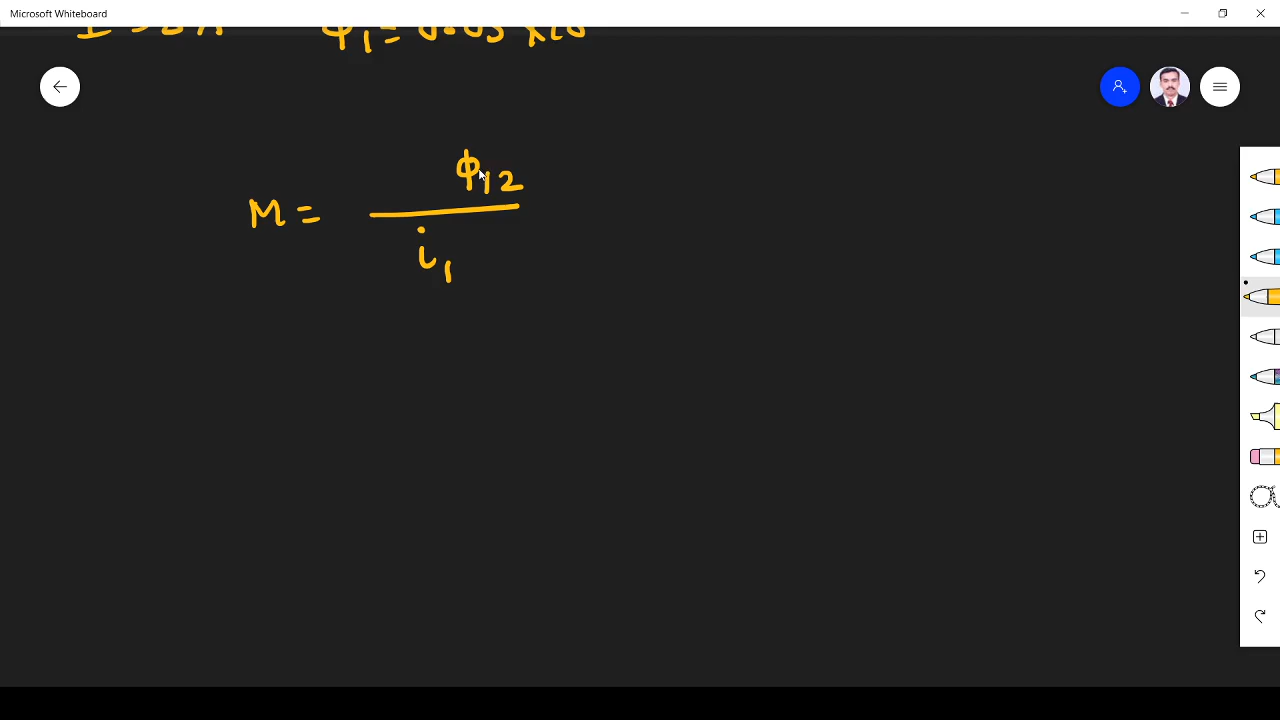 Microsoft Whiteboard
M = ϕ12 / i1